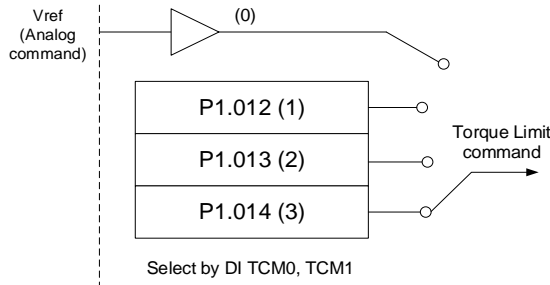 Vref
(Analog
command)
(0)
P1.012 (1)
P1.013 (2)
P1.014 (3)
Torque Limit
command
Select by DI TCM0, TCM1